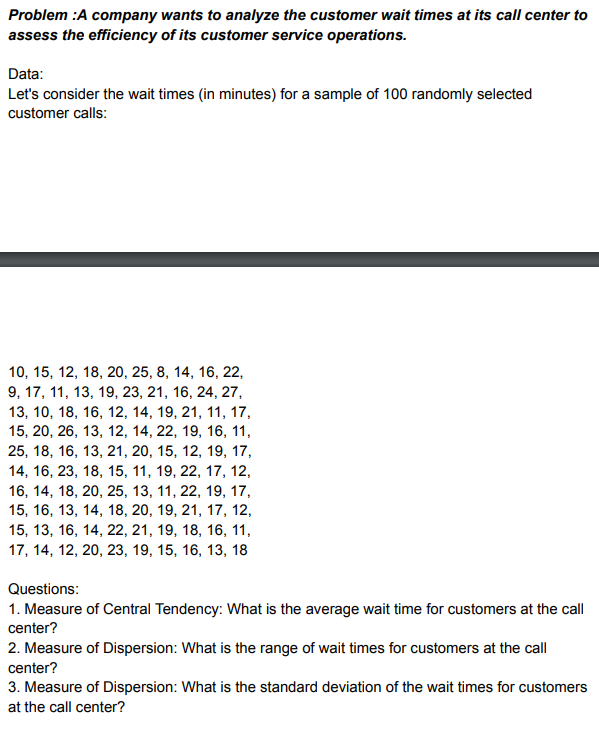 Problem :A company wants to analyze the customer wait times at its call center to
assess the efficiency of its customer service operations.
Data:
Let's consider the wait times (in minutes) for a sample of 100 randomly selected
customer calls:
10, 15, 12, 18, 20, 25, 8, 14, 16, 22,
9, 17, 11, 13, 19, 23, 21, 16, 24, 27,
13, 10, 18, 16, 12, 14, 19, 21, 11, 17,
15, 20, 26, 13, 12, 14, 22, 19, 16, 11,
25, 18, 16, 13, 21, 20, 15, 12, 19, 17,
14, 16, 23, 18, 15, 11, 19, 22, 17, 12,
16, 14, 18, 20, 25, 13, 11, 22, 19, 17,
15, 16, 13, 14, 18, 20, 19, 21, 17, 12,
15, 13, 16, 14, 22, 21, 19, 18, 16, 11,
17, 14, 12, 20, 23, 19, 15, 16, 13, 18
Questions:
1. Measure of Central Tendency: What is the average wait time for customers at the call
center?
2. Measure of Dispersion: What is the range of wait times for customers at the call
center?
3. Measure of Dispersion: What is the standard deviation of the wait times for customers
at the call center?